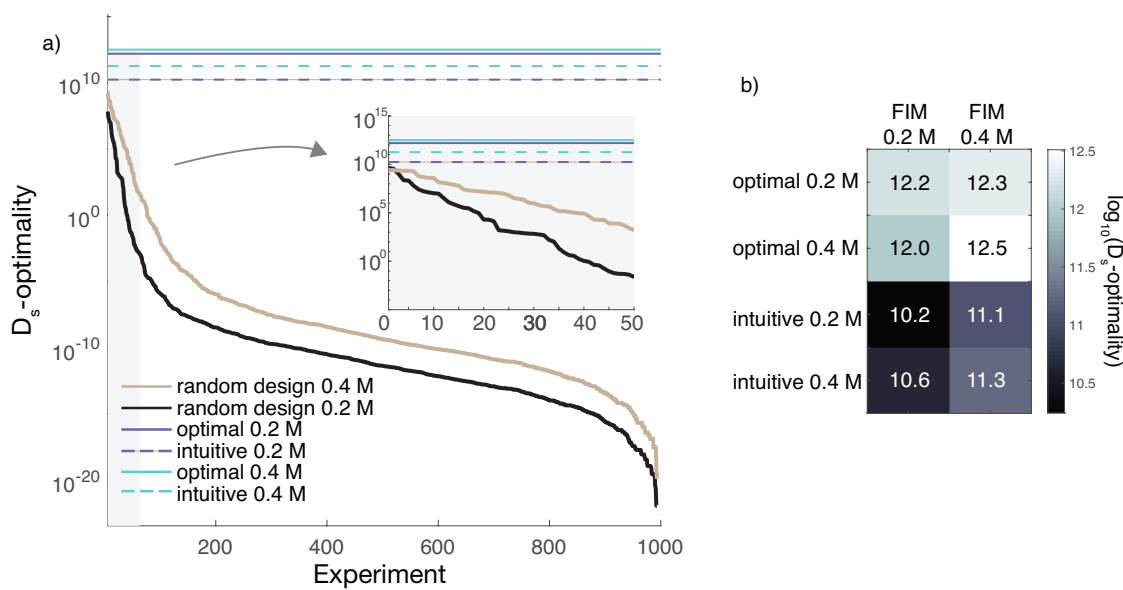 a)
D_s-optimality
10^10
10^0
10^-10
10^-20
200
400
600
800
1000
Experiment
10^15
10^10
10^10
10^5
10^0
0
10
20
30
40
50
random design 0.4 M
random design 0.2 M
optimal 0.2 M
intuitive 0.2 M
optimal 0.4 M
intuitive 0.4 M
b)
FIM FIM
0.2 M 0.4 M
optimal 0.2 M 12.2 12.3
optimal 0.4 M 12.0 12.5
intuitive 0.2 M 10.2 11.1
intuitive 0.4 M 10.6 11.3
12.5
12
11.5
11
10.5
log_10(D_s-optimality)